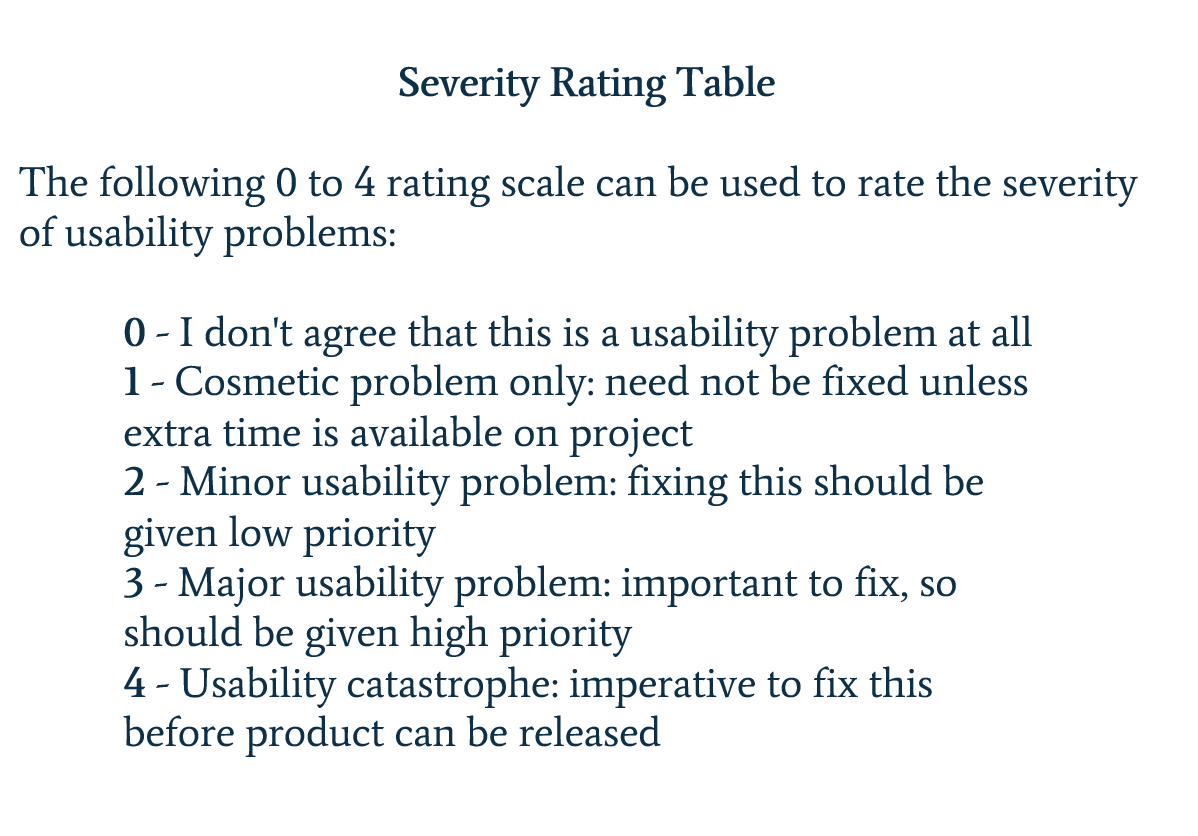 Severity Rating Table
The following 0 to 4 rating scale can be used to rate the severity
of usability problems:
0 - I don't agree that this is a usability problem at all
1 - Cosmetic problem only: need not be fixed unless
extra time is available on project
2 - Minor usability problem: fixing this should be
given low priority
3 - Major usability problem: important to fix, so
should be given high priority
4 - Usability catastrophe: imperative to fix this
before product can be released